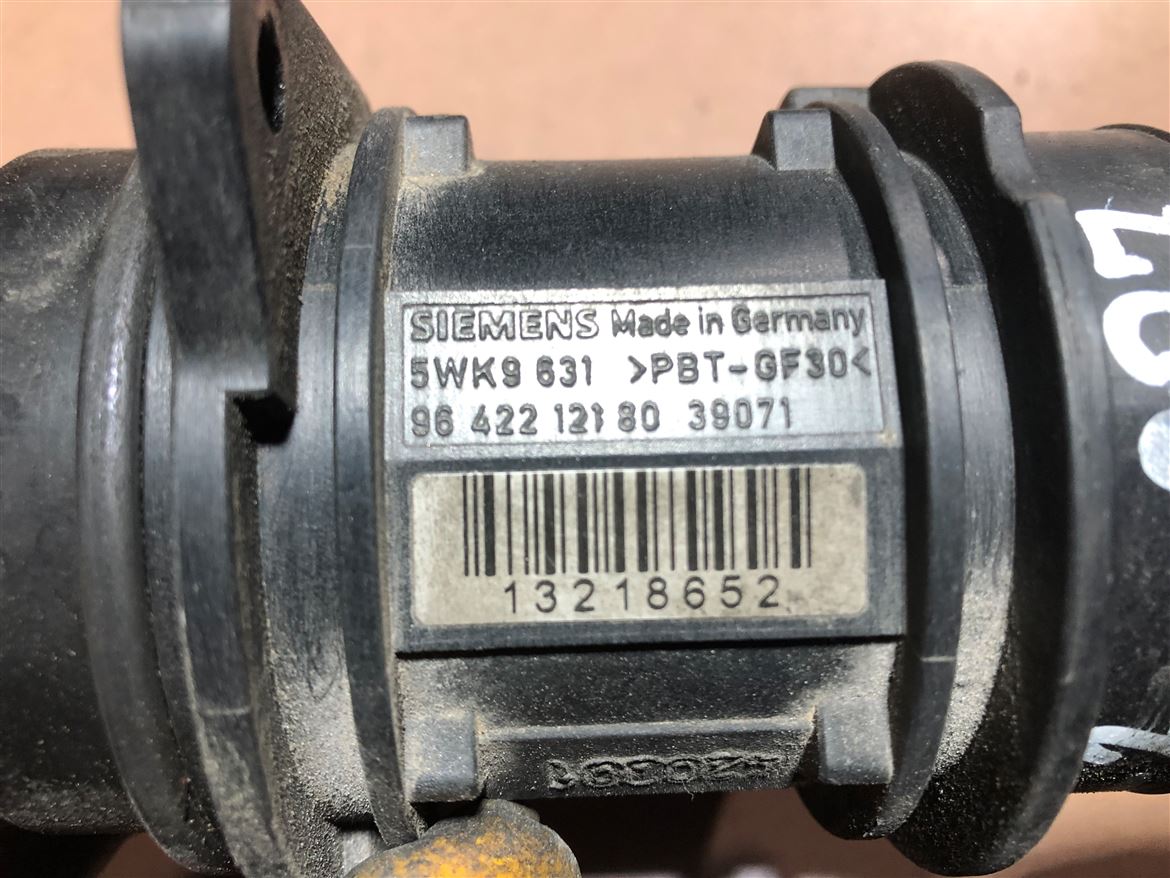 SIEMENS Made in Germany
5WK9 631 >PBT-GF30<
96 422 121 80 39071
13218652